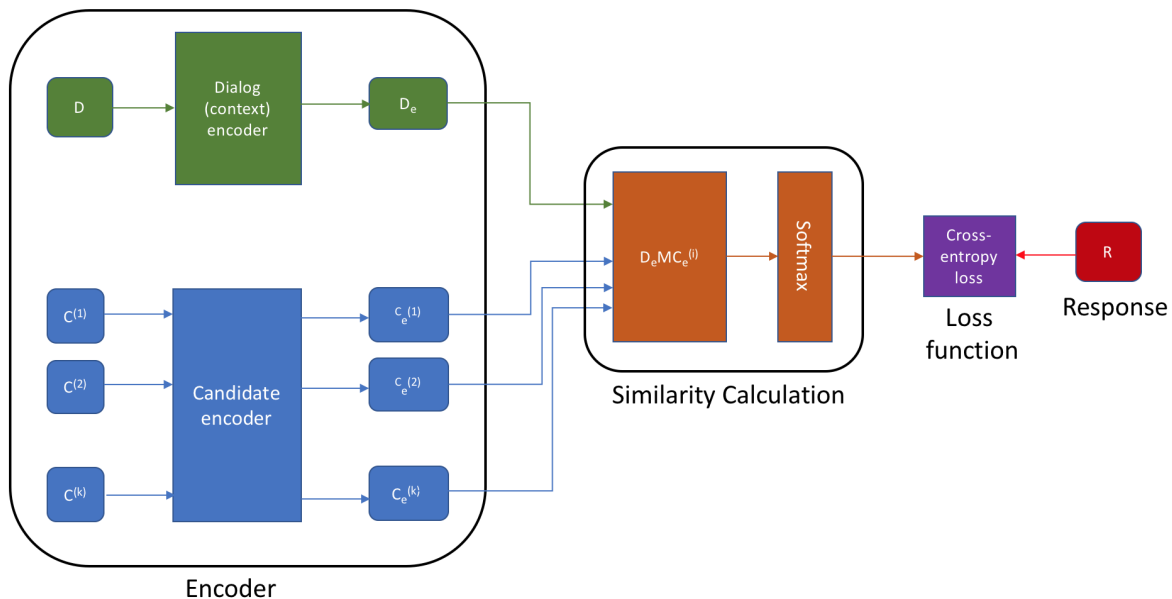 D
Dialog
(context)
encoder
Dₑ
C⁽¹⁾
C⁽²⁾
C⁽ᵏ⁾
Candidate
encoder
Cₑ⁽¹⁾
Cₑ⁽²⁾
Cₑ⁽ᵏ⁾
Encoder
DₑMCₑ⁽ⁱ⁾
Softmax
Similarity Calculation
Cross-
entropy
loss
Loss
function
R
Response